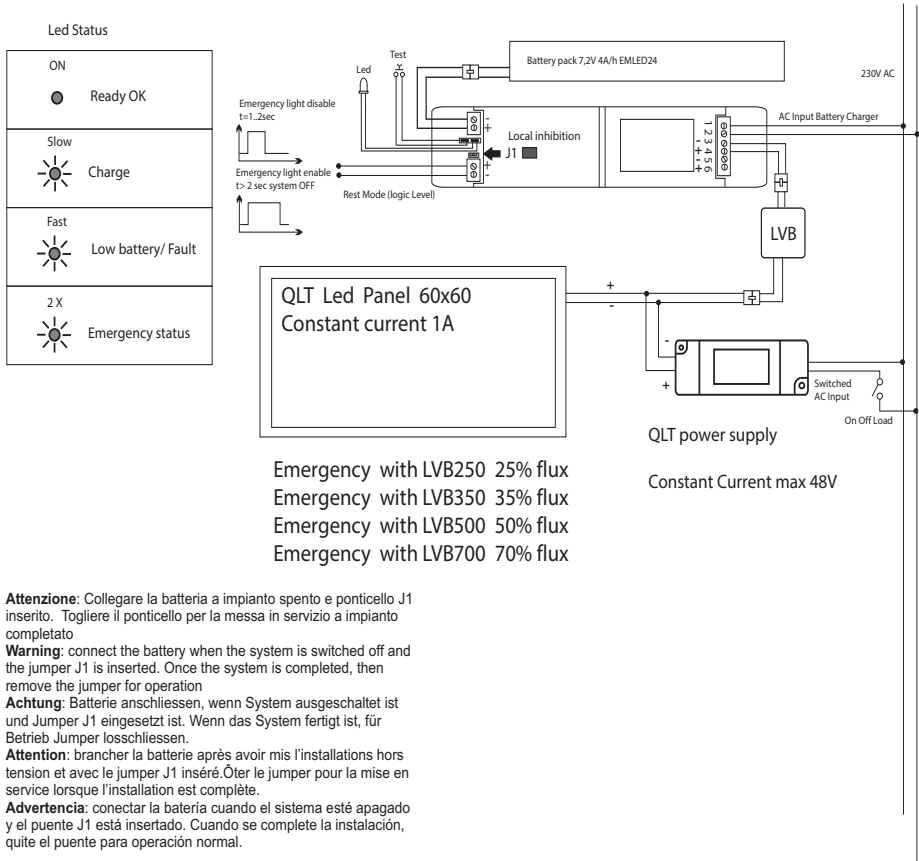 Led Status
ON
Ready OK
Slow
Charge
Fast
Low battery/ Fault
2 X
Emergency status
Led
Test
Battery pack 7,2V 4A/h EMLED24
230V AC
Emergency light disable
t=1..2sec
Emergency light enable
t> 2 sec system OFF
Rest Mode (logic Level)
-
+
+
-
Local inhibition
J1
1 2 3 4 5 6
- + - +
AC Input Battery Charger
LVB
QLT Led Panel 60x60
Constant current 1A
+
-
-
+
Switched
AC Input
On Off Load
QLT power supply
Constant Current max 48V
Emergency with LVB250 25% flux
Emergency with LVB350 35% flux
Emergency with LVB500 50% flux
Emergency with LVB700 70% flux
Attenzione: Collegare la batteria a impianto spento e ponticello J1
inserito. Togliere il ponticello per la messa in servizio a impianto
completato
Warning: connect the battery when the system is switched off and
the jumper J1 is inserted. Once the system is completed, then
remove the jumper for operation
Achtung: Batterie anschliessen, wenn System ausgeschaltet ist
und Jumper J1 eingesetzt ist. Wenn das System fertigt ist, für
Betrieb Jumper losschliessen.
Attention: brancher la batterie après avoir mis l'installations hors
tension et avec le jumper J1 inséré.Ôter le jumper pour la mise en
service lorsque l'installation est complète.
Advertencia: conectar la batería cuando el sistema esté apagado
y el puente J1 está insertado. Cuando se complete la instalación,
quite el puente para operación normal.